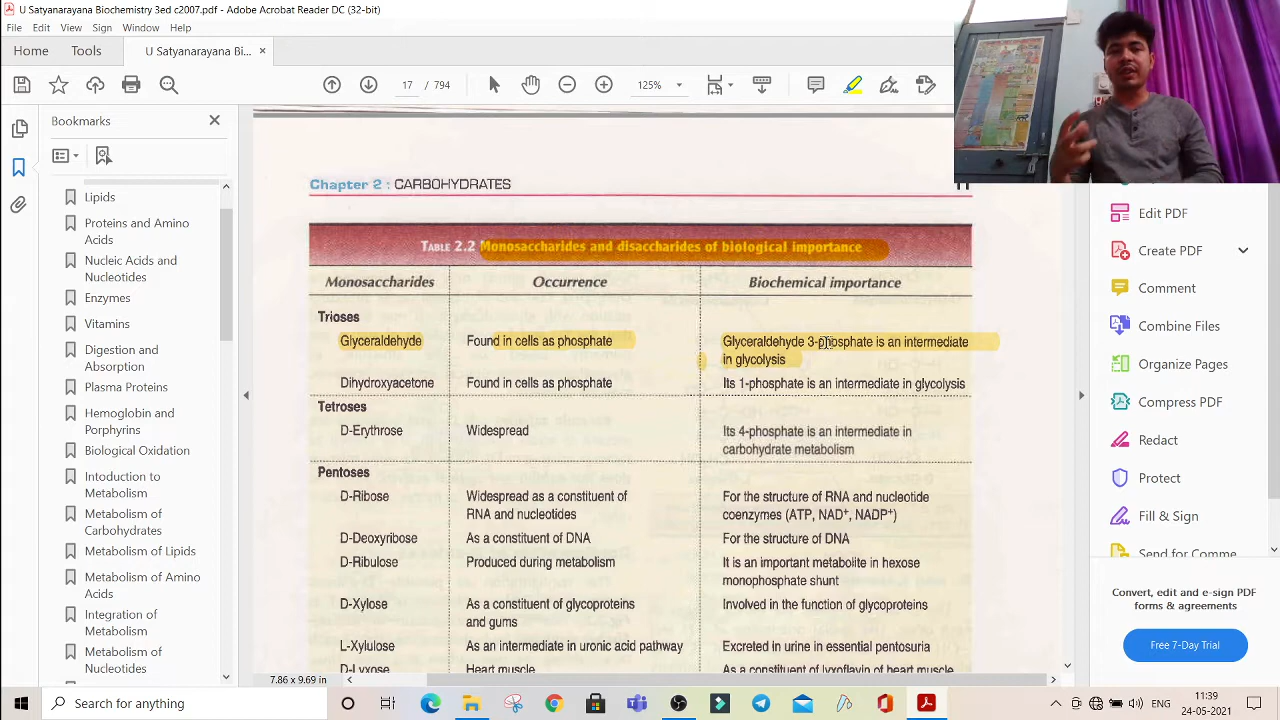 U Satyanarayana Biochemistry 3ed c2007.pdf - Adobe Acrobat Reader DC (32-bit)
File Edit View Sign Window Help
Home Tools U Satyanarayana Bi... ×
17 / 794 125%
Bookmarks
Lipids
Proteins and Amino
Acids
Nucleic Acids and
Nucleotides
Enzymes
Vitamins
Digestion and
Absorption
Plasma Proteins
Hemoglobin and
Porphyrins
Biological Oxidation
Intoduction to
Metabolism
Metabolism of
Carbohydrates
Metabolism of Lipids
Metabolism of Amino
Acids
Integration of
Metabolism
Metabolism of
Nucleotides
Chapter 2 : CARBOHYDRATES
TABLE 2.2 Monosaccharides and disaccharides of biological importance
Monosaccharides Occurrence Biochemical importance
Trioses
Glyceraldehyde Found in cells as phosphate Glyceraldehyde 3-phosphate is an intermediate
in glycolysis
Dihydroxyacetone Found in cells as phosphate Its 1-phosphate is an intermediate in glycolysis
Tetroses
D-Erythrose Widespread Its 4-phosphate is an intermediate in
carbohydrate metabolism
Pentoses
D-Ribose Widespread as a constituent of For the structure of RNA and nucleotide
RNA and nucleotides coenzymes (ATP, NAD⁺, NADP⁺)
D-Deoxyribose As a constituent of DNA For the structure of DNA
D-Ribulose Produced during metabolism It is an important metabolite in hexose
monophosphate shunt
D-Xylose As a constituent of glycoproteins Involved in the function of glycoproteins
and gums
L-Xylulose As an intermediate in uronic acid pathway Excreted in urine in essential pentosuria
D-Lyxose Heart muscle As a constituent of lyxoflavin of heart muscle
7.86 x 9.69 in
Edit PDF
Create PDF
Comment
Combine Files
Organize Pages
Compress PDF
Redact
Protect
Fill & Sign
Send for Comme
Convert, edit and e-sign PDF
forms & agreements
Free 7-Day Trial
Search for anything
ENG 11:39
24-05-2021